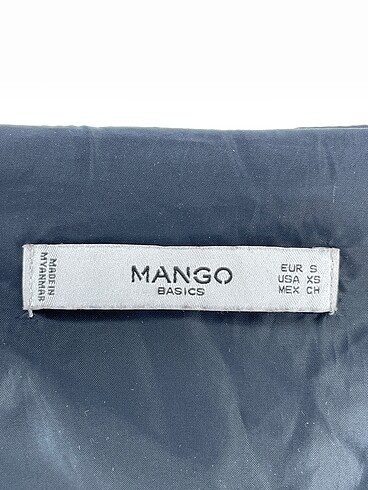 MADE IN
MYANMAR
MANGO
BASICS
EUR S
USA XS
MEX CH